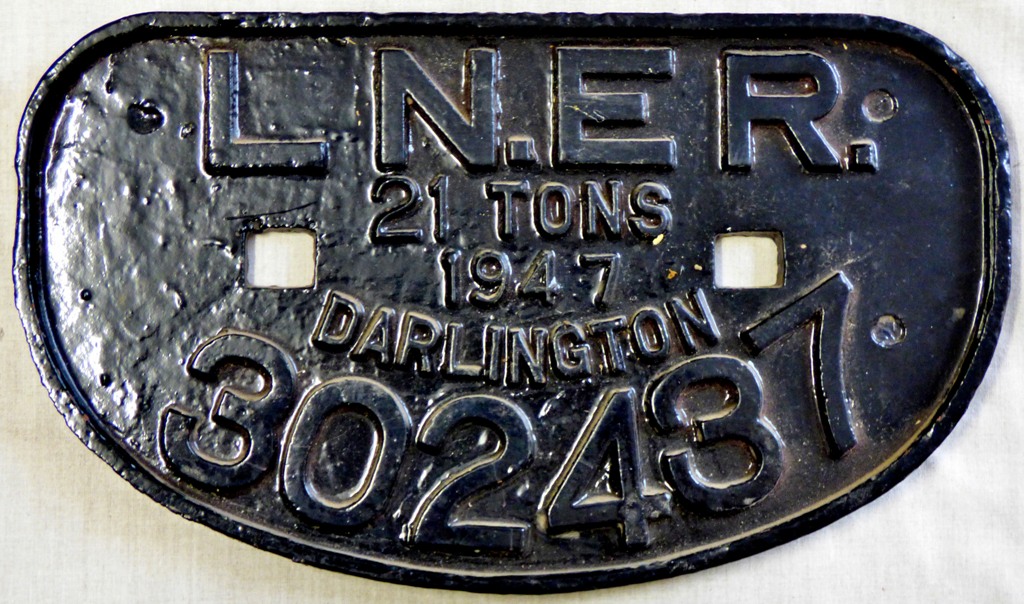 L N.E R.
21 TONS
1947
DARLINGTON
302437